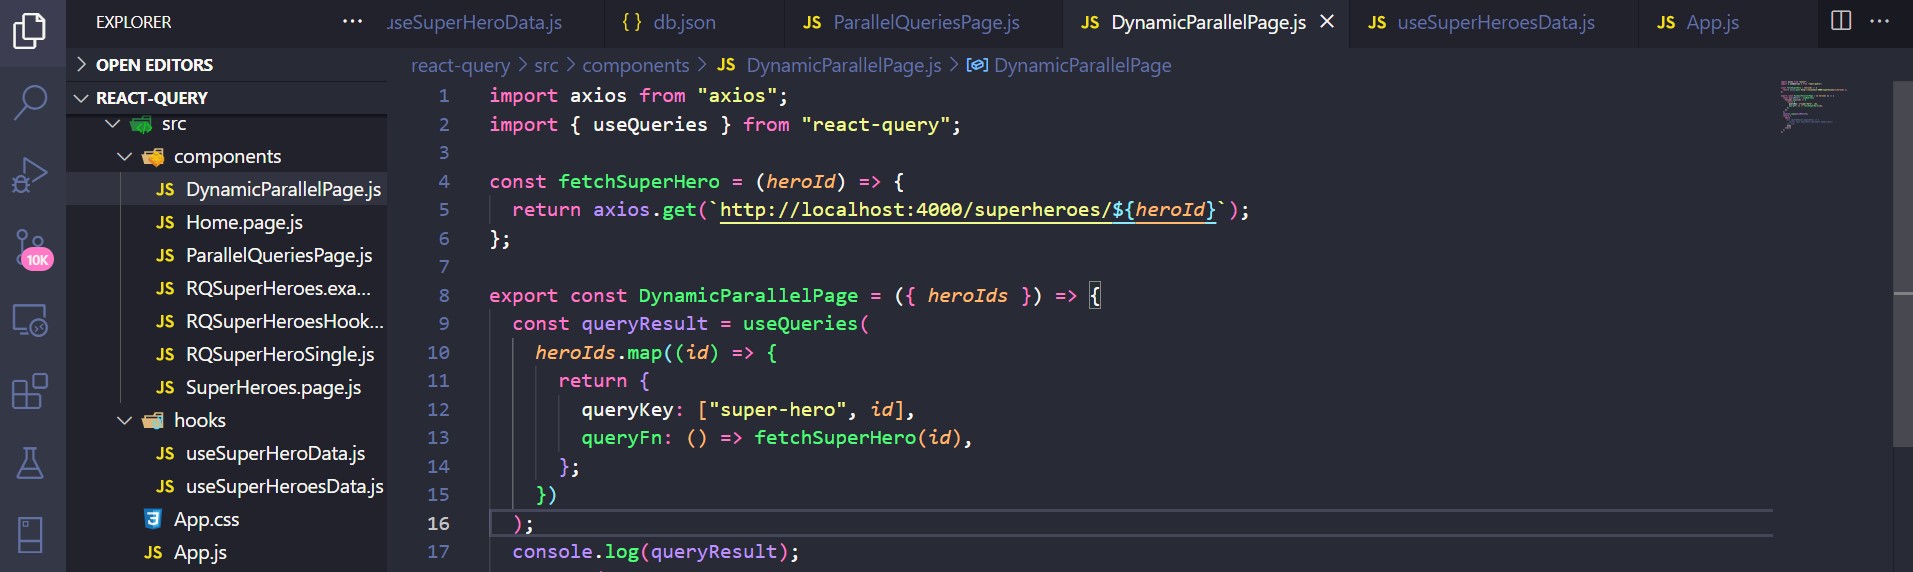 EXPLORER
useSuperHeroData.js
{ } db.json
JS ParallelQueriesPage.js
JS DynamicParallelPage.js
JS useSuperHeroesData.js
JS App.js
OPEN EDITORS
REACT-QUERY
src
components
JS DynamicParallelPage.js
JS Home.page.js
JS ParallelQueriesPage.js
JS RQSuperHeroes.exa...
JS RQSuperHeroesHook...
JS RQSuperHeroSingle.js
JS SuperHeroes.page.js
hooks
JS useSuperHeroData.js
JS useSuperHeroesData.js
App.css
JS App.js
10K
react-query > src > components > JS DynamicParallelPage.js > DynamicParallelPage
1 import axios from "axios";
2 import { useQueries } from "react-query";
3
4 const fetchSuperHero = (heroId) => {
5 return axios.get(`http://localhost:4000/superheroes/${heroId}`);
6 };
7
8 export const DynamicParallelPage = ({ heroIds }) => {
9 const queryResult = useQueries(
10 heroIds.map((id) => {
11 return {
12 queryKey: ["super-hero", id],
13 queryFn: () => fetchSuperHero(id),
14 };
15 })
16 );
17 console.log(queryResult);